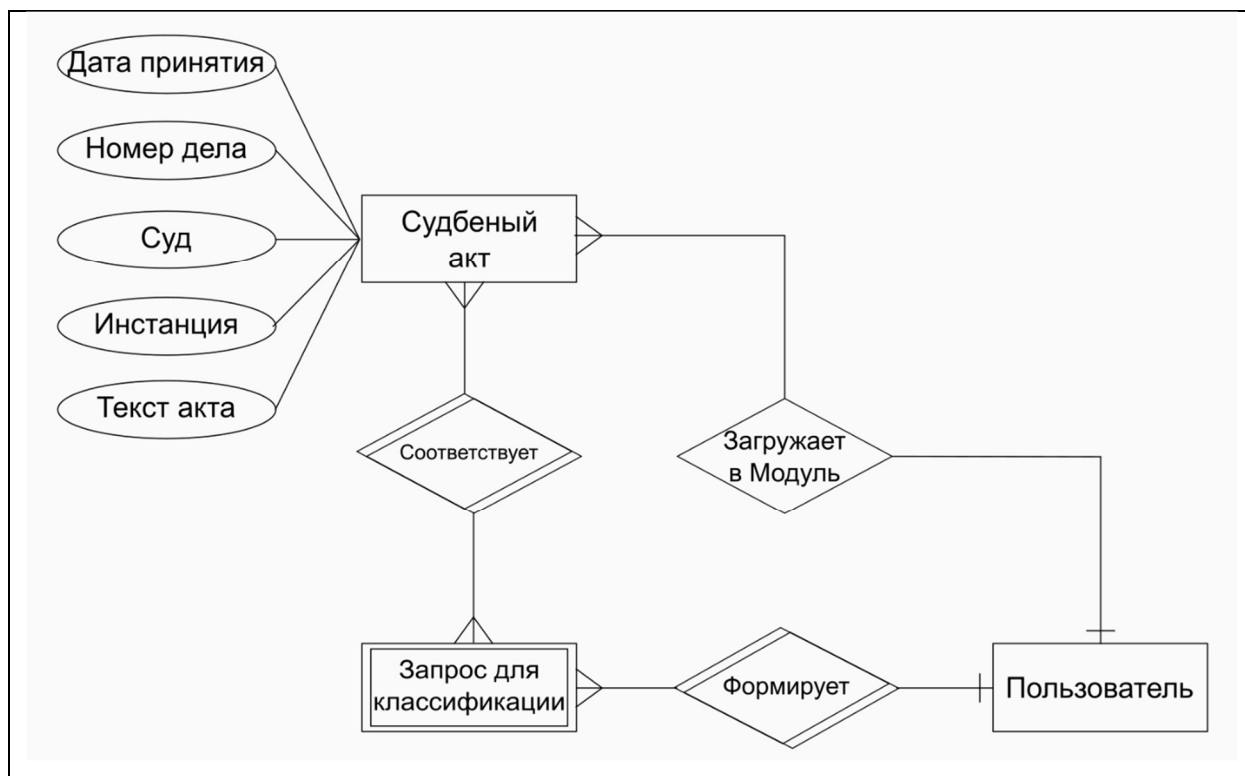 Дата принятия
Номер дела
Суд
Инстанция
Текст акта
Судбеный
акт
Соответствует
Загружает
в Модуль
Запрос для
классификации
Формирует
Пользователь